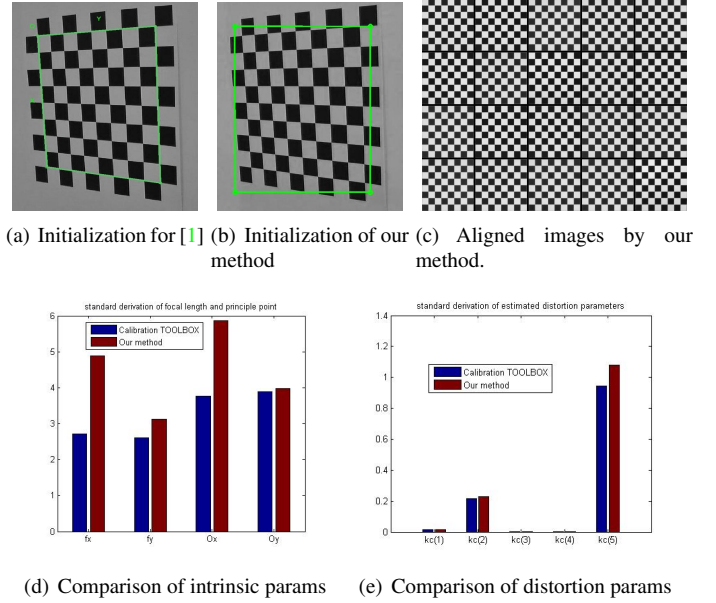 Y
(a) Initialization for [1]
(b) Initialization of our method
(c) Aligned images by our method.
standard derivation of focal length and principle point
6
5
4
3
2
1
0
Calibration TOOLBOX
Our method
fx
fy
Ox
Oy
standard derivation of estimated distortion parameters
1.4
1.2
1
0.8
0.6
0.4
0.2
0
Calibration TOOLBOX
Our method
kc(1)
kc(2)
kc(3)
kc(4)
kc(5)
(d) Comparison of intrinsic params
(e) Comparison of distortion params